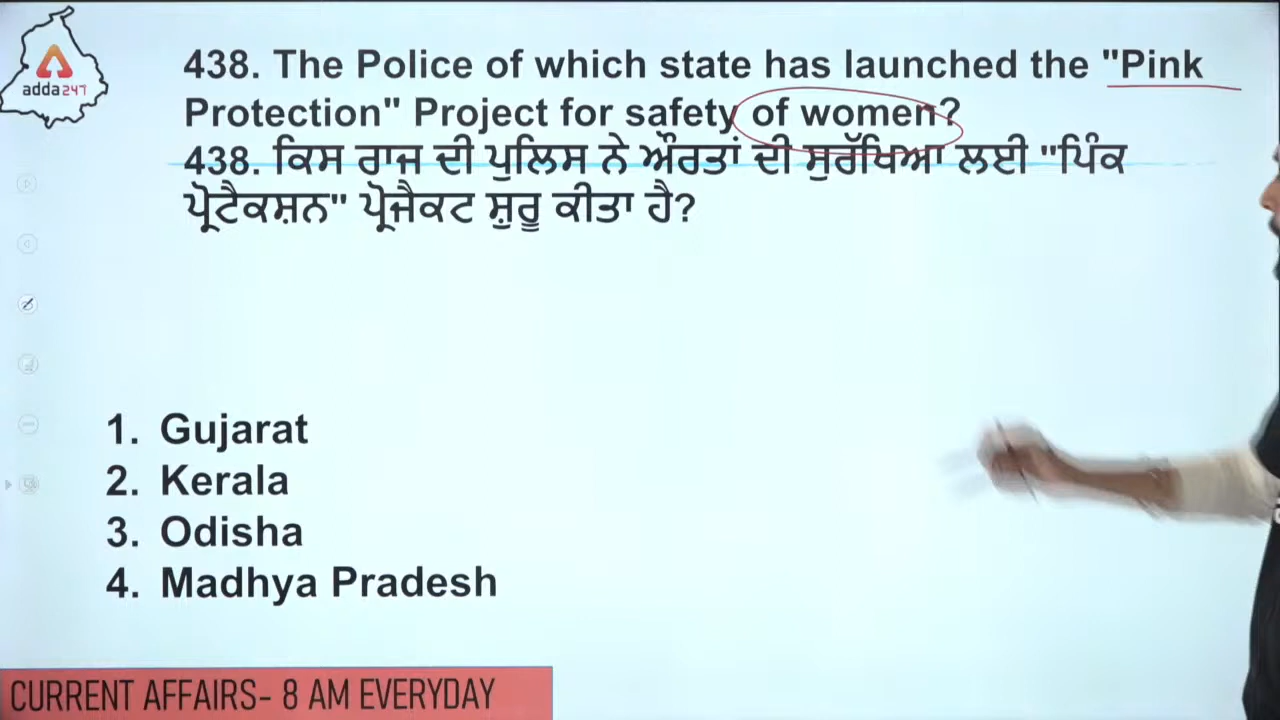 adda247
438. The Police of which state has launched the "Pink
Protection" Project for safety of women?
438. ਕਿਸ ਰਾਜ ਦੀ ਪੁਲਿਸ ਨੇ ਔਰਤਾਂ ਦੀ ਸੁਰੱਖਿਆ ਲਈ "ਪਿੰਕ
ਪ੍ਰੋਟੈਕਸ਼ਨ" ਪ੍ਰੋਜੈਕਟ ਸ਼ੁਰੂ ਕੀਤਾ ਹੈ?
1. Gujarat
2. Kerala
3. Odisha
4. Madhya Pradesh
CURRENT AFFAIRS- 8 AM EVERYDAY